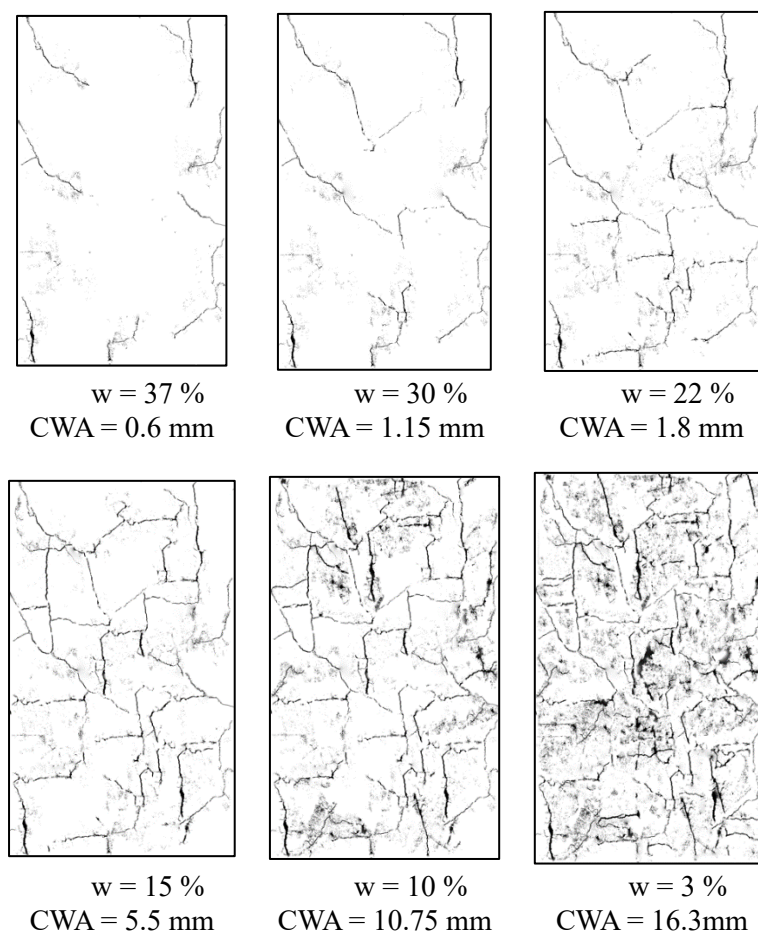 w = 37 %
CWA = 0.6 mm
w = 30 %
CWA = 1.15 mm
w = 22 %
CWA = 1.8 mm
w = 15 %
CWA = 5.5 mm
w = 10 %
CWA = 10.75 mm
w = 3 %
CWA = 16.3mm